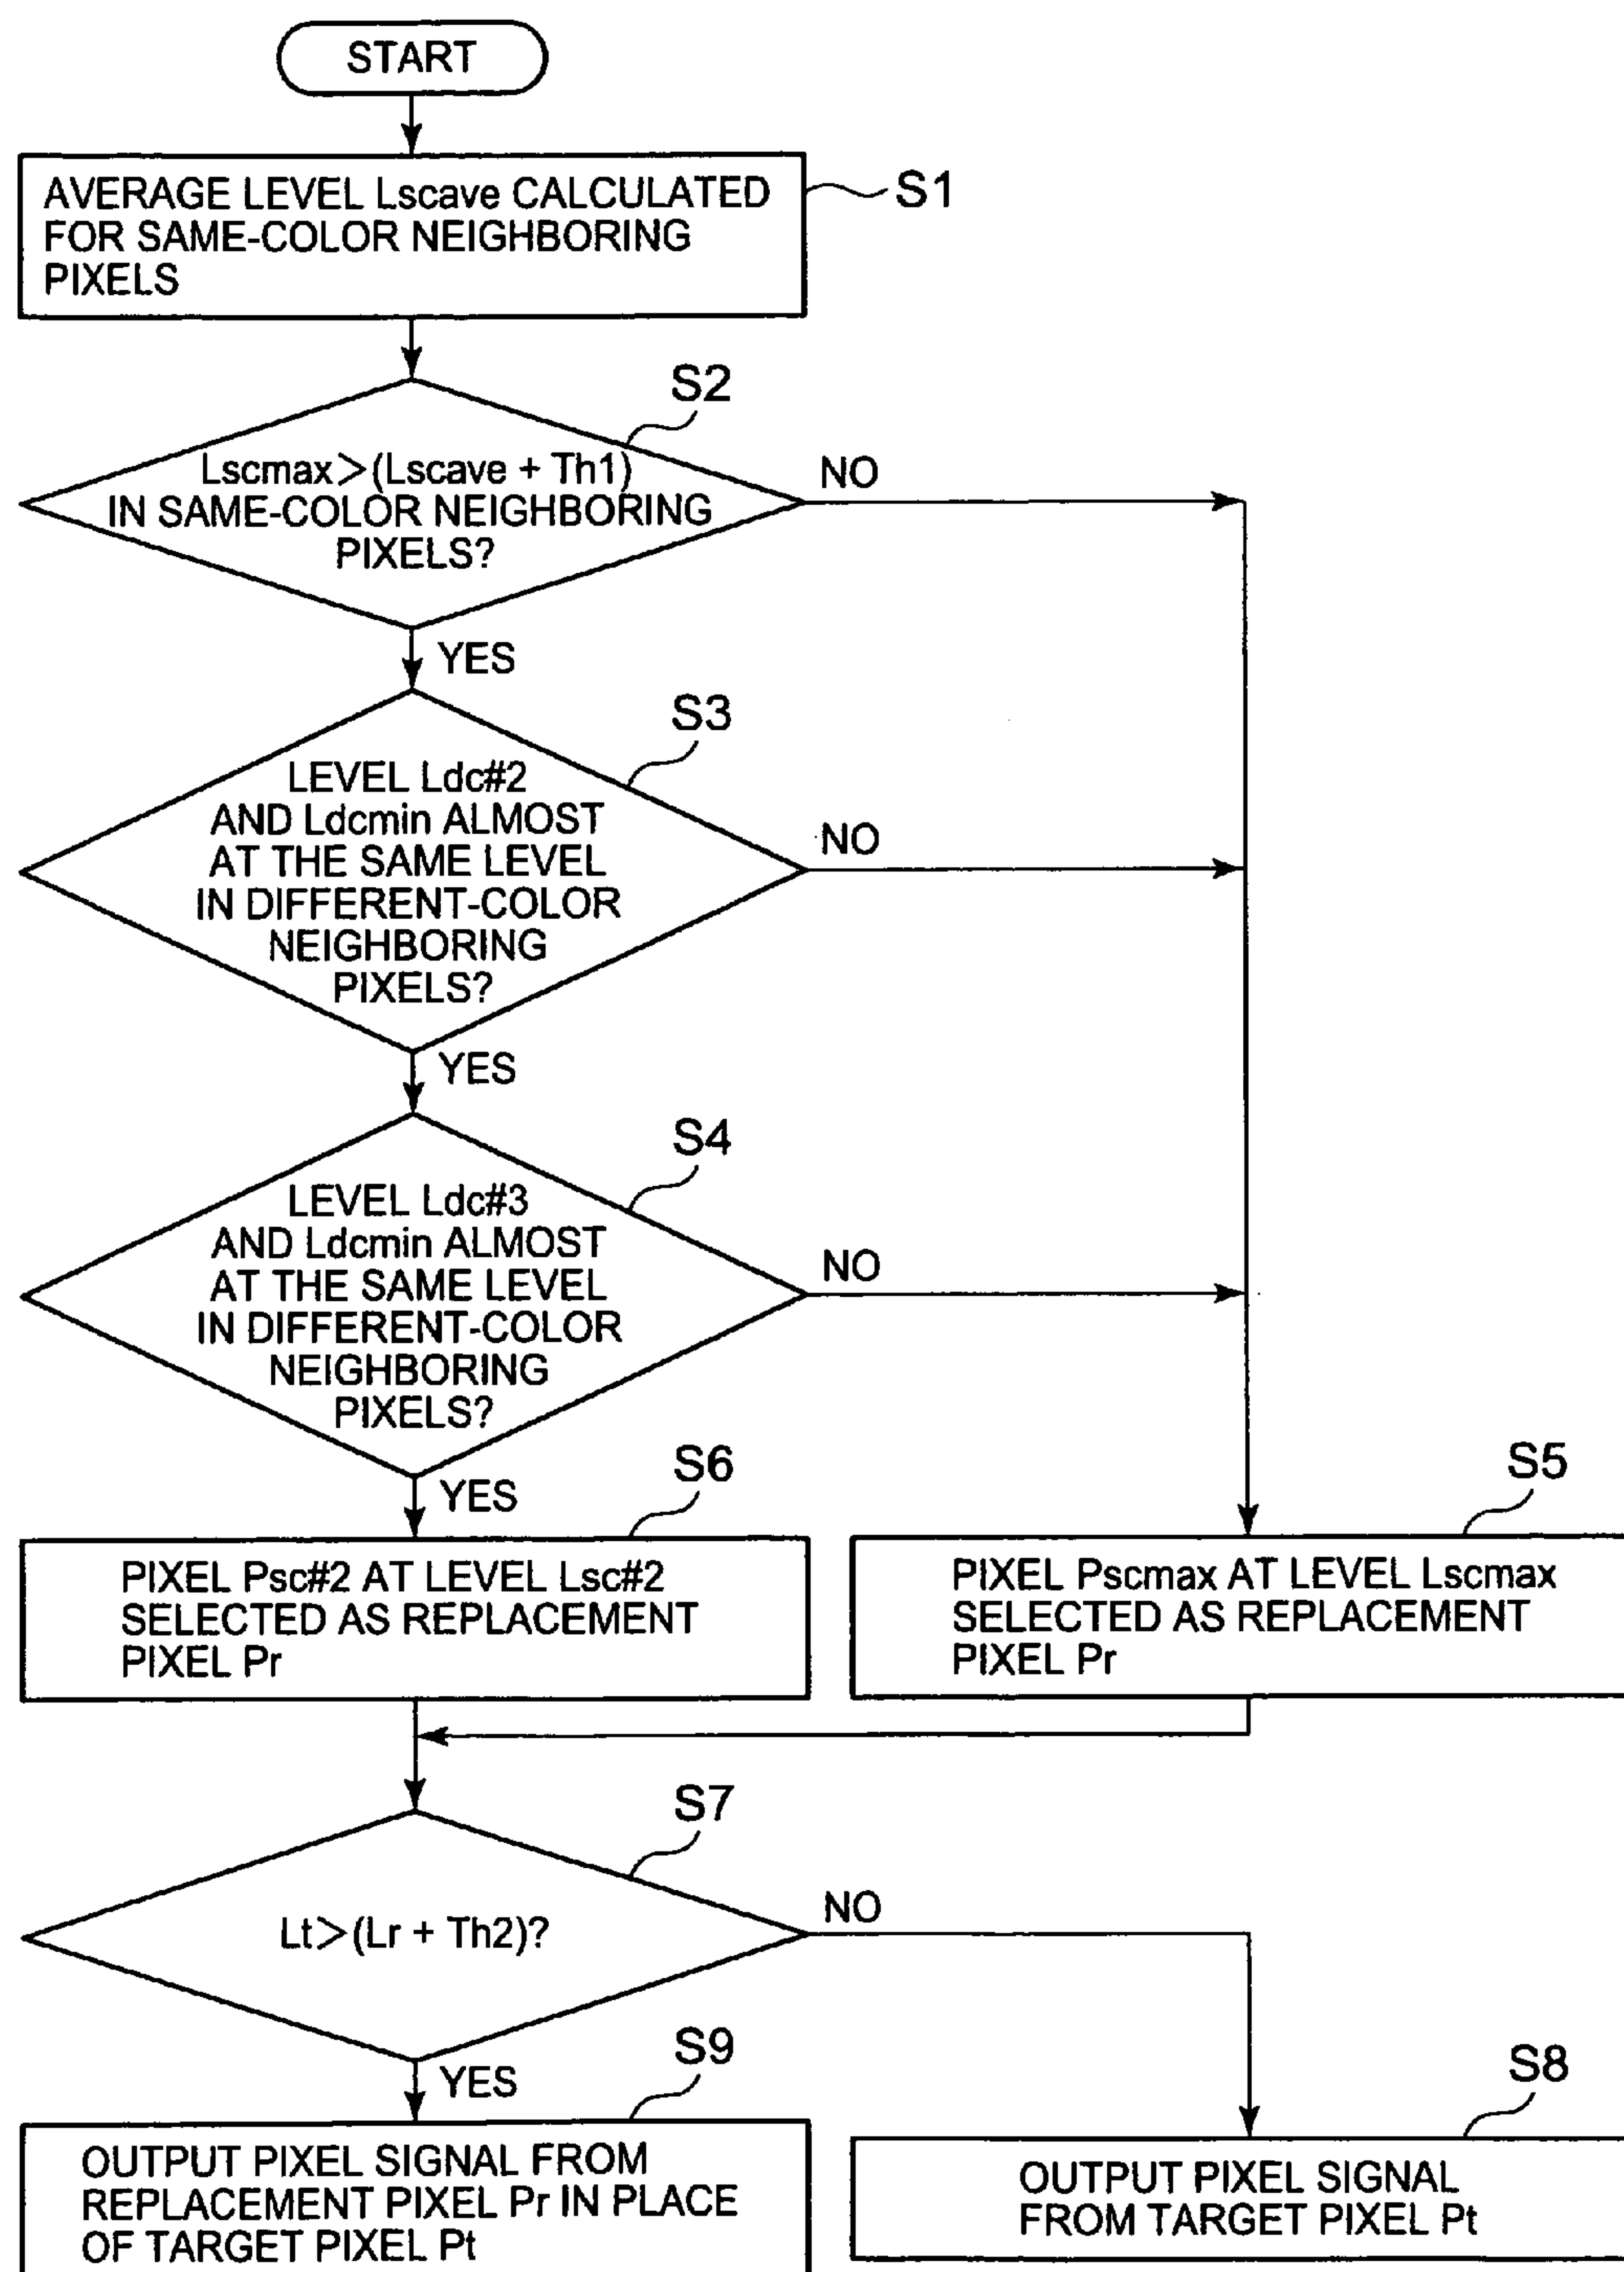 START
AVERAGE LEVEL Lscave CALCULATED
FOR SAME-COLOR NEIGHBORING
PIXELS
S1
S2
Lscmax>(Lscave + Th1)
IN SAME-COLOR NEIGHBORING
PIXELS?
NO
YES
S3
LEVEL Ldc#2
AND Ldcmin ALMOST
AT THE SAME LEVEL
IN DIFFERENT-COLOR
NEIGHBORING
PIXELS?
NO
YES
S4
LEVEL Ldc#3
AND Ldcmin ALMOST
AT THE SAME LEVEL
IN DIFFERENT-COLOR
NEIGHBORING
PIXELS?
NO
YES
S6
PIXEL Psc#2 AT LEVEL Lsc#2
SELECTED AS REPLACEMENT
PIXEL Pr
S5
PIXEL Pscmax AT LEVEL Lscmax
SELECTED AS REPLACEMENT
PIXEL Pr
S7
Lt>(Lr + Th2)?
NO
YES
S9
OUTPUT PIXEL SIGNAL FROM
REPLACEMENT PIXEL Pr IN PLACE
OF TARGET PIXEL Pt
S8
OUTPUT PIXEL SIGNAL
FROM TARGET PIXEL Pt